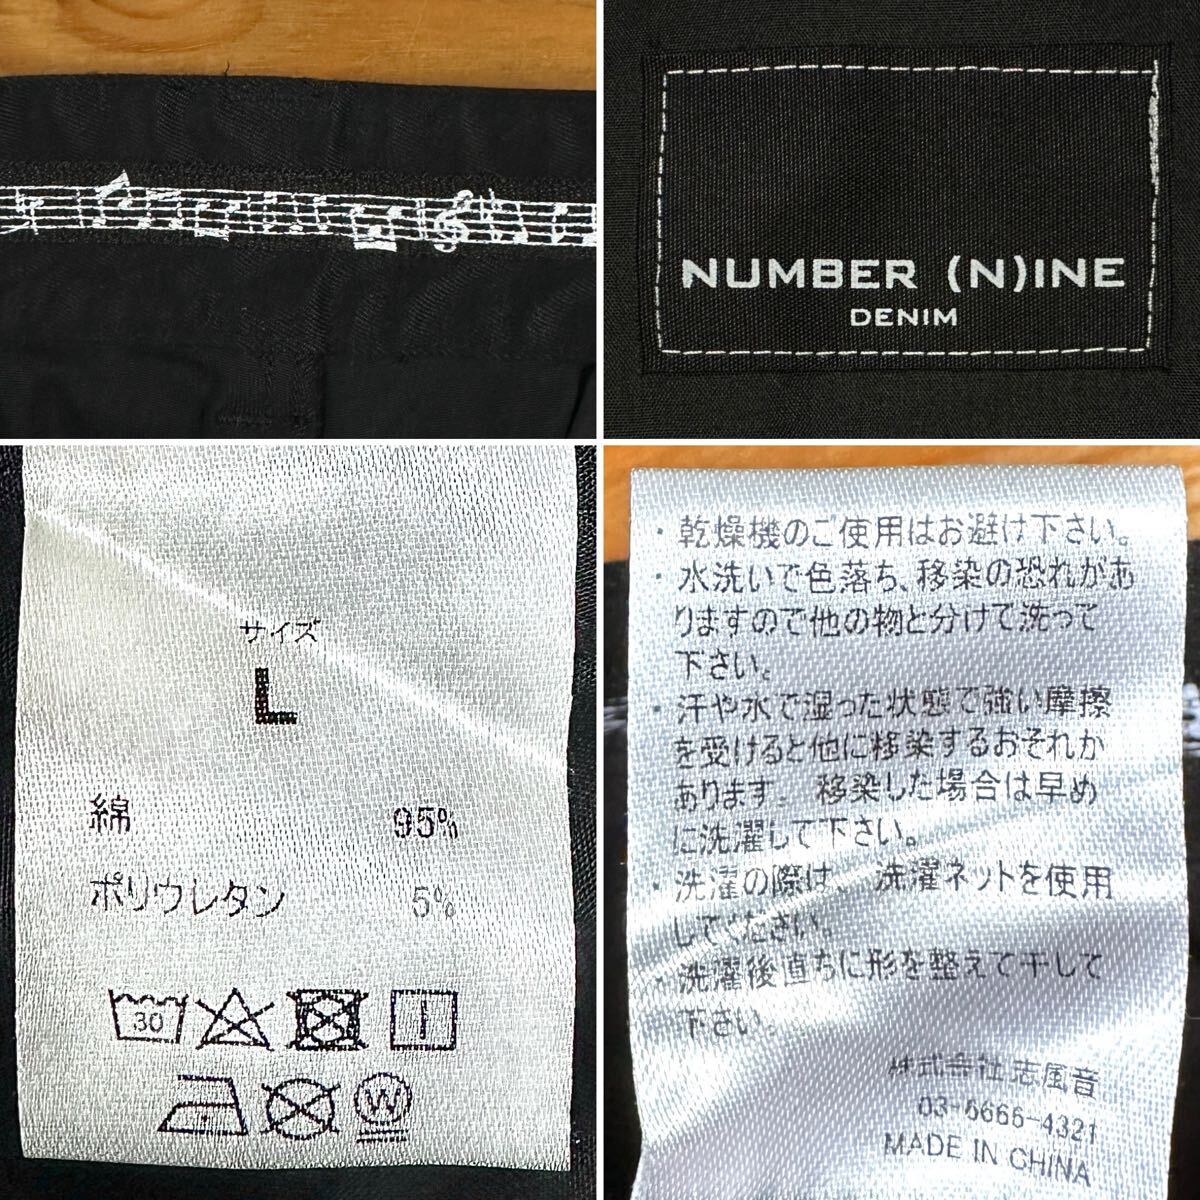 NUMBER (N)INE
DENIM
サイズ
L
綿 95%
ポリウレタン 5%
30
W
・乾燥機のご使用はお避け下さい。
・水洗いで色落ち、移染の恐れがあ
りますので他の物と分けて洗って
下さい。
・汗や水で湿った状態で強い摩擦
を受けると他に移染するおそれが
あります。移染した場合は早め
に洗濯して下さい。
・洗濯の際は、洗濯ネットを使用
してください。
・洗濯後直ちに形を整えて干して
下さい。
株式会社 志風音
03-6666-4321
MADE IN CHINA